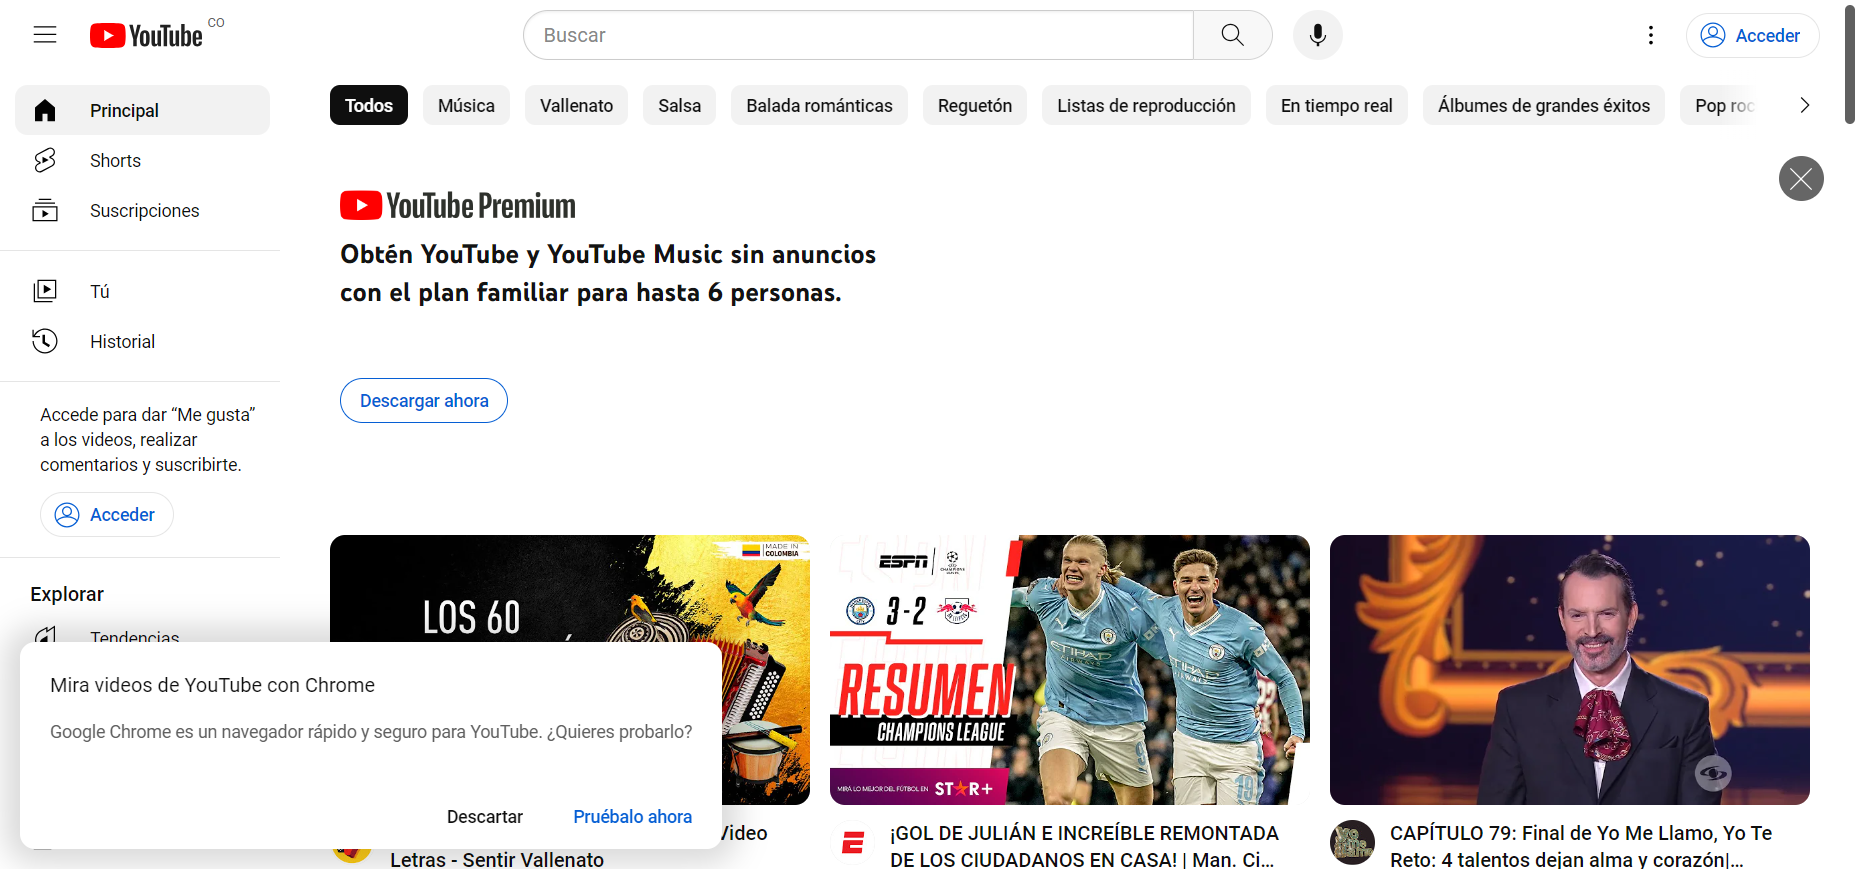 YouTube CO
Buscar
Acceder
Principal
Shorts
Suscripciones
Tú
Historial
Accede para dar “Me gusta”
a los videos, realizar
comentarios y suscribirte.
Acceder
Explorar
Tendencias
Todos
Música
Vallenato
Salsa
Balada románticas
Reguetón
Listas de reproducción
En tiempo real
Álbumes de grandes éxitos
Pop roc
YouTube Premium
Obtén YouTube y YouTube Music sin anuncios
con el plan familiar para hasta 6 personas.
Descargar ahora
MADE IN
COLOMBIA
LOS 60
Video
Letras - Sentir Vallenato
ESPN
3-2
ETIHAD
RESUMEN
CHAMPIONS LEAGUE
MIRA LO MEJOR DEL FÚTBOL EN STAR+
¡GOL DE JULIÁN E INCREÍBLE REMONTADA
DE LOS CIUDADANOS EN CASA! | Man. Ci...
CAPÍTULO 79: Final de Yo Me Llamo, Yo Te
Reto: 4 talentos dejan alma y corazón|...
Mira videos de YouTube con Chrome
Google Chrome es un navegador rápido y seguro para YouTube. ¿Quieres probarlo?
Descartar
Pruébalo ahora